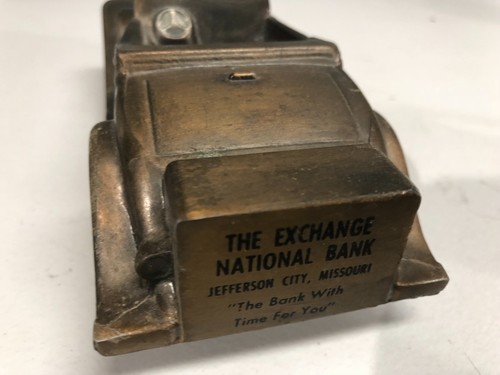 THE EXCHANGE
NATIONAL BANK
JEFFERSON CITY, MISSOURI
"The Bank With
Time For You"